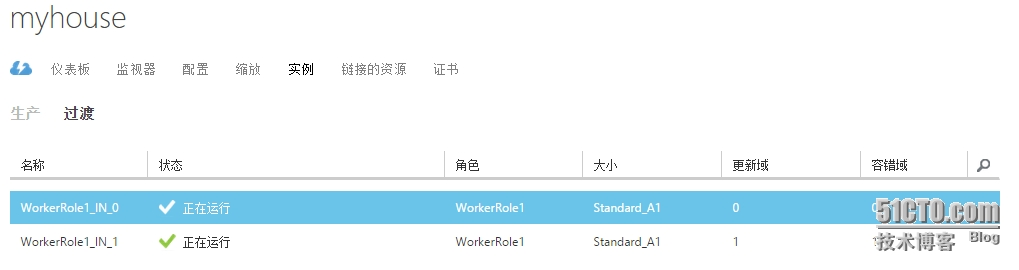 myhouse
仪表板 监视器 配置 缩放 实例 链接的资源 证书
生产 过渡
名称 状态 角色 大小 更新域 容错域
WorkerRole1_IN_0 正在运行 WorkerRole1 Standard_A1 0
WorkerRole1_IN_1 正在运行 WorkerRole1 Standard_A1 1
51CTO.com
技术博客 Blog